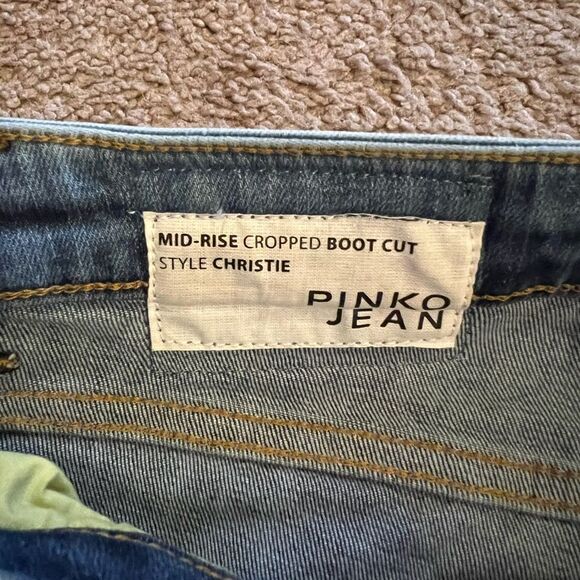 MID-RISE CROPPED BOOT CUT
STYLE CHRISTIE
PINKO
JEAN